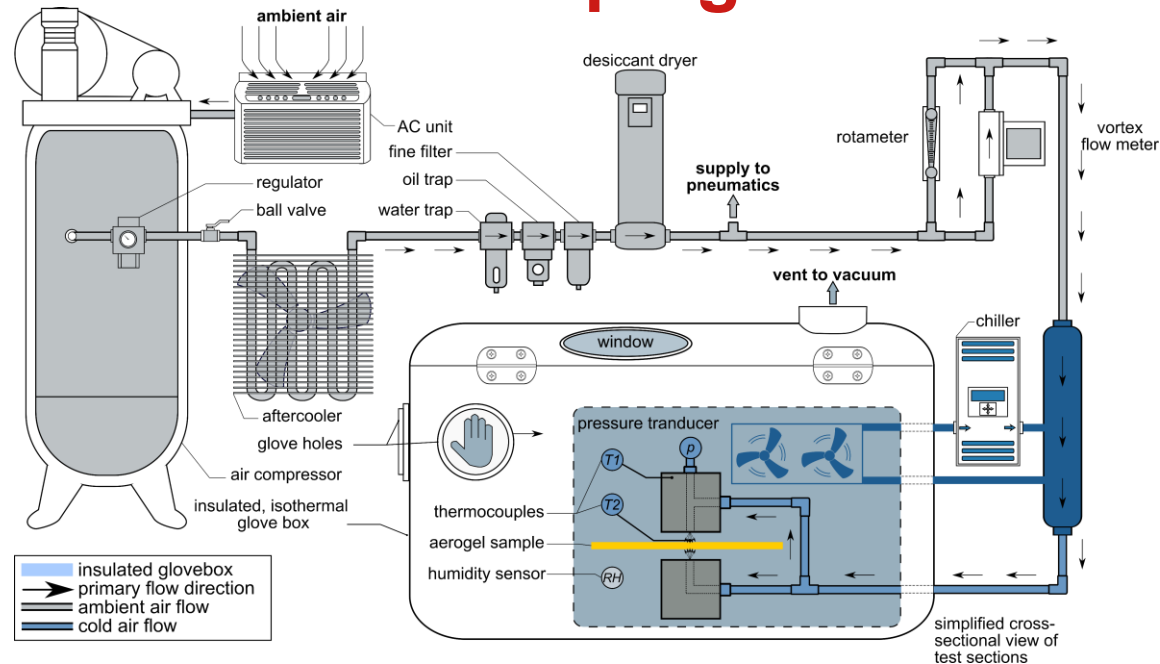 ambient air
AC unit
fine filter
oil trap
water trap
regulator
ball valve
desiccant dryer
supply to
pneumatics
rotameter
vortex
flow meter
vent to vacuum
window
chiller
aftercooler
glove holes
air compressor
insulated, isothermal
glove box
pressure tranducer
p
T1
T2
thermocouples
aerogel sample
humidity sensor
RH
insulated glovebox
primary flow direction
ambient air flow
cold air flow
simplified cross-
sectional view of
test sections